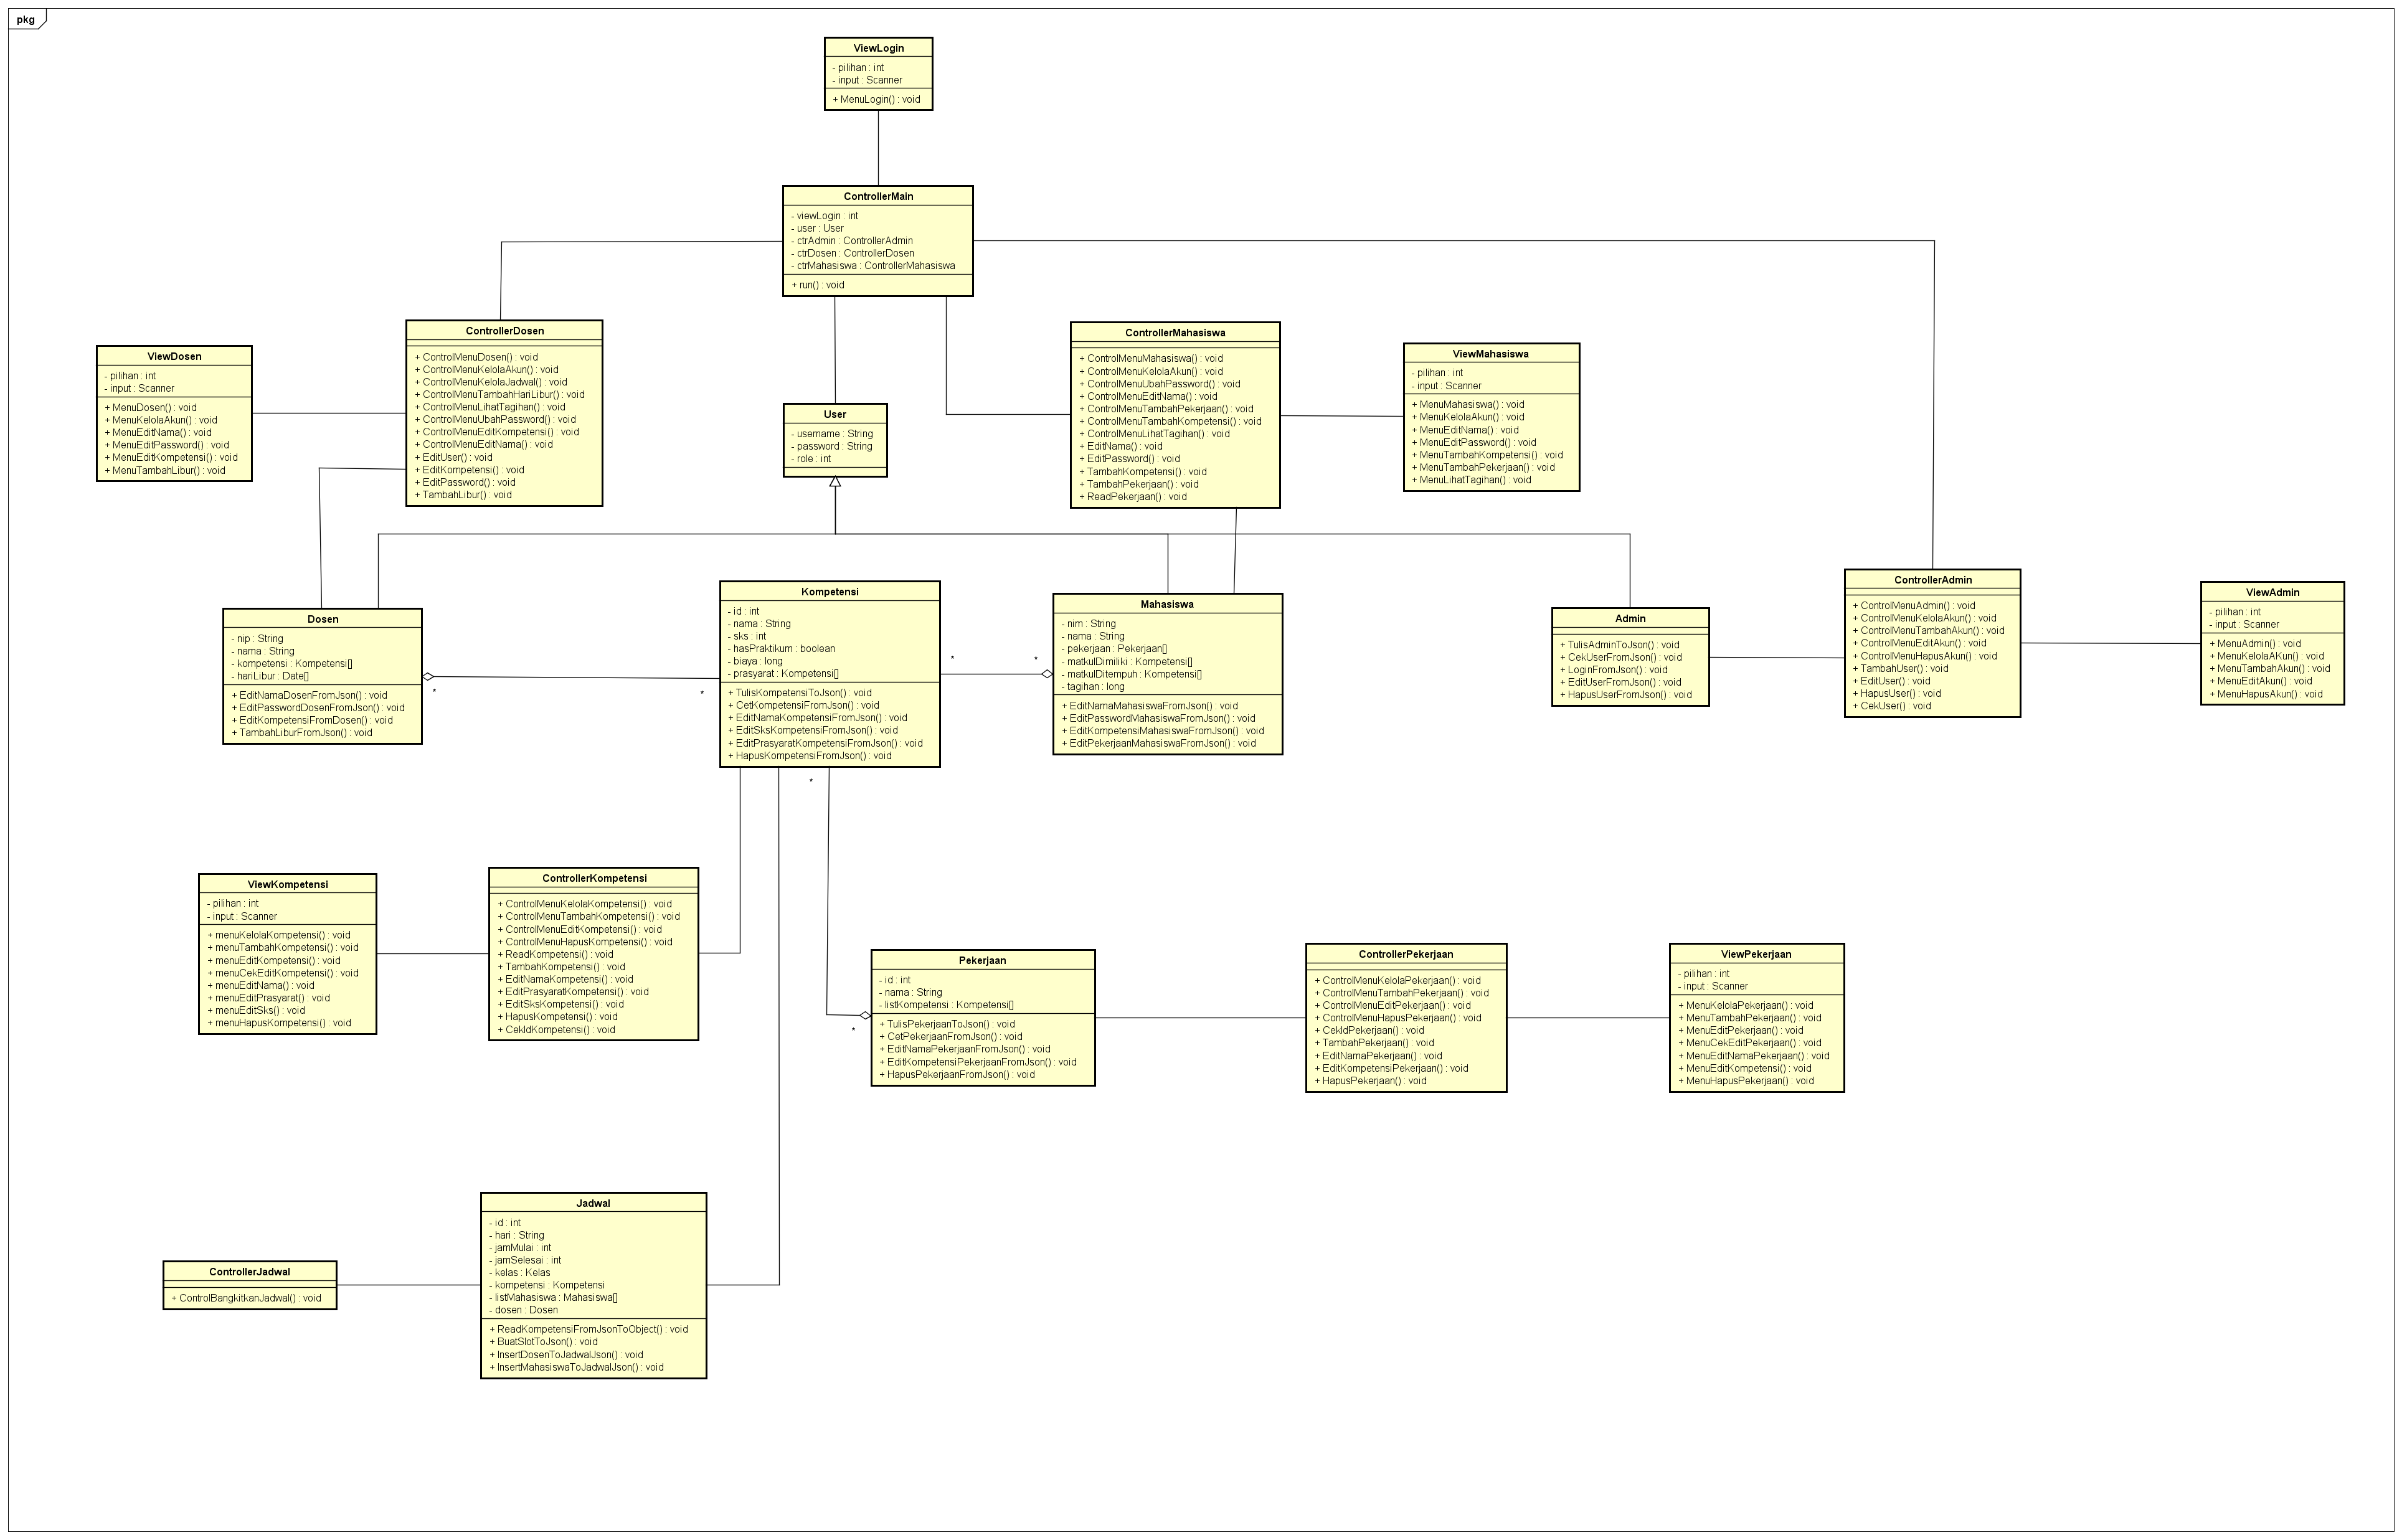 pkg
ViewLogin
- pilihan : int
- input : Scanner
+ MenuLogin() : void
ControllerMain
- viewLogin : int
- user : User
- ctrAdmin : ControllerAdmin
- ctrDosen : ControllerDosen
- ctrMahasiswa : ControllerMahasiswa
+ run() : void
ControllerDosen
+ ControlMenuDosen() : void
+ ControlMenuKelolaAkun() : void
+ ControlMenuKelolaJadwal() : void
+ ControlMenuTambahHariLibur() : void
+ ControlMenuLihatTagihan() : void
+ ControlMenuUbahPassword() : void
+ ControlMenuEditKompetensi() : void
+ ControlMenuEditNama() : void
+ EditUser() : void
+ EditKompetensi() : void
+ EditPassword() : void
+ TambahLibur() : void
ViewDosen
- pilihan : int
- input : Scanner
+ MenuDosen() : void
+ MenuKelolaAkun() : void
+ MenuEditNama() : void
+ MenuEditPassword() : void
+ MenuEditKompetensi() : void
+ MenuTambahLibur() : void
User
- username : String
- password : String
- role : int
ControllerMahasiswa
+ ControlMenuMahasiswa() : void
+ ControlMenuKelolaAkun() : void
+ ControlMenuUbahPassword() : void
+ ControlMenuEditNama() : void
+ ControlMenuTambahPekerjaan() : void
+ ControlMenuTambahKompetensi() : void
+ ControlMenuLihatTagihan() : void
+ EditNama() : void
+ EditPassword() : void
+ TambahKompetensi() : void
+ TambahPekerjaan() : void
+ ReadPekerjaan() : void
ViewMahasiswa
- pilihan : int
- input : Scanner
+ MenuMahasiswa() : void
+ MenuKelolaAkun() : void
+ MenuEditNama() : void
+ MenuEditPassword() : void
+ MenuTambahKompetensi() : void
+ MenuTambahPekerjaan() : void
+ MenuLihatTagihan() : void
Dosen
- nip : String
- nama : String
- kompetensi : Kompetensi[]
- hariLibur : Date[]
+ EditNamaDosenFromJson() : void
+ EditPasswordDosenFromJson() : void
+ EditKompetensiFromDosen() : void
+ TambahLiburFromJson() : void
*
*
Kompetensi
- id : int
- nama : String
- sks : int
- hasPraktikum : boolean
- biaya : long
- prasyarat : Kompetensi[]
+ TulisKompetensiToJson() : void
+ CetKompetensiFromJson() : void
+ EditNamaKompetensiFromJson() : void
+ EditSksKompetensiFromJson() : void
+ EditPrasyaratKompetensiFromJson() : void
+ HapusKompetensiFromJson() : void
*
*
*
Mahasiswa
- nim : String
- nama : String
- pekerjaan : Pekerjaan[]
- matkulDimiliki : Kompetensi[]
- matkulDitempuh : Kompetensi[]
- tagihan : long
+ EditNamaMahasiswaFromJson() : void
+ EditPasswordMahasiswaFromJson() : void
+ EditKompetensiMahasiswaFromJson() : void
+ EditPekerjaanMahasiswaFromJson() : void
Admin
+ TulisAdminToJson() : void
+ CekUserFromJson() : void
+ LoginFromJson() : void
+ EditUserFromJson() : void
+ HapusUserFromJson() : void
ControllerAdmin
+ ControlMenuAdmin() : void
+ ControlMenuKelolaAkun() : void
+ ControlMenuTambahAkun() : void
+ ControlMenuEditAkun() : void
+ ControlMenuHapusAkun() : void
+ TambahUser() : void
+ EditUser() : void
+ HapusUser() : void
+ CekUser() : void
ViewAdmin
- pilihan : int
- input : Scanner
+ MenuAdmin() : void
+ MenuKelolaAKun() : void
+ MenuTambahAkun() : void
+ MenuEditAkun() : void
+ MenuHapusAkun() : void
ViewKompetensi
- pilihan : int
- input : Scanner
+ menuKelolaKompetensi() : void
+ menuTambahKompetensi() : void
+ menuEditKompetensi() : void
+ menuCekEditKompetensi() : void
+ menuEditNama() : void
+ menuEditPrasyarat() : void
+ menuEditSks() : void
+ menuHapusKompetensi() : void
ControllerKompetensi
+ ControlMenuKelolaKompetensi() : void
+ ControlMenuTambahKompetensi() : void
+ ControlMenuEditKompetensi() : void
+ ControlMenuHapusKompetensi() : void
+ ReadKompetensi() : void
+ TambahKompetensi() : void
+ EditNamaKompetensi() : void
+ EditPrasyaratKompetensi() : void
+ EditSksKompetensi() : void
+ HapusKompetensi() : void
+ CekIdKompetensi() : void
*
Pekerjaan
- id : int
- nama : String
- listKompetensi : Kompetensi[]
+ TulisPekerjaanToJson() : void
+ CetPekerjaanFromJson() : void
+ EditNamaPekerjaanFromJson() : void
+ EditKompetensiPekerjaanFromJson() : void
+ HapusPekerjaanFromJson() : void
ControllerPekerjaan
+ ControlMenuKelolaPekerjaan() : void
+ ControlMenuTambahPekerjaan() : void
+ ControlMenuEditPekerjaan() : void
+ ControlMenuHapusPekerjaan() : void
+ CekIdPekerjaan() : void
+ TambahPekerjaan() : void
+ EditNamaPekerjaan() : void
+ EditKompetensiPekerjaan() : void
+ HapusPekerjaan() : void
ViewPekerjaan
- pilihan : int
- input : Scanner
+ MenuKelolaPekerjaan() : void
+ MenuTambahPekerjaan() : void
+ MenuEditPekerjaan() : void
+ MenuCekEditPekerjaan() : void
+ MenuEditNamaPekerjaan() : void
+ MenuEditKompetensi() : void
+ MenuHapusPekerjaan() : void
ControllerJadwal
+ ControlBangkitkanJadwal() : void
Jadwal
- id : int
- hari : String
- jamMulai : int
- jamSelesai : int
- kelas : Kelas
- kompetensi : Kompetensi
- listMahasiswa : Mahasiswa[]
- dosen : Dosen
+ ReadKompetensiFromJsonToObject() : void
+ BuatSlotToJson() : void
+ InsertDosenToJadwalJson() : void
+ InsertMahasiswaToJadwalJson() : void